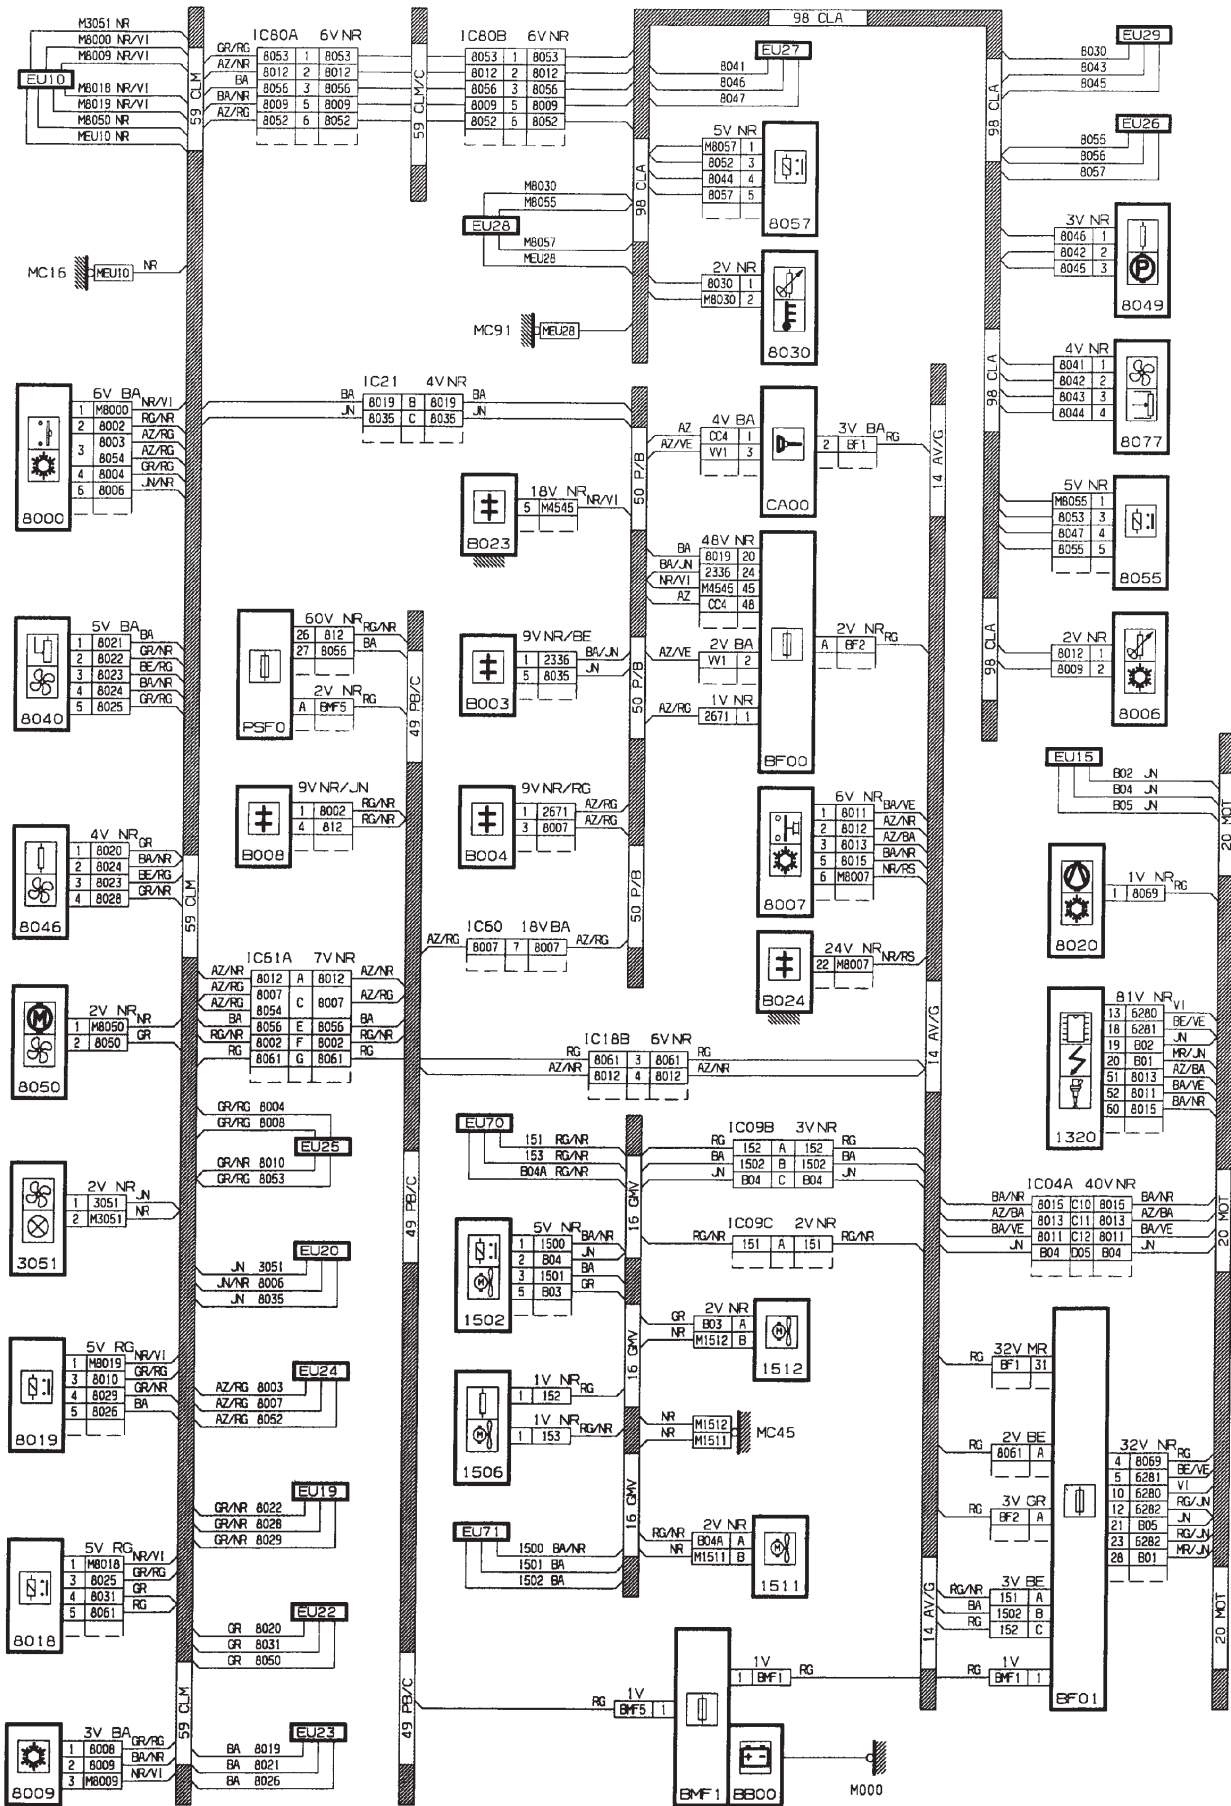 M3051 NR
M8000 NR/VI
M8009 NR/VI
EU10
M8018 NR/VI
M8019 NR/VI
M8050 NR
MEU10 NR
59 CLM
IC80A 6V NR
GR/RG 8053 1 8053
AZ/NR 8012 2 8012
BA 8056 3 8056
BA/NR 8009 5 8009
AZ/RG 8052 6 8052
59 CLM/C
IC80B 6V NR
8053 1 8053
8012 2 8012
8056 3 8056
8009 5 8009
8052 6 8052
98 CLA
EU27
8041
8046
8047
5V NR
M8057 1
8052 3
8044 4
8057 5
8057
98 CLA
98 CLA
EU29
8030
8043
8045
EU26
8055
8056
8057
M8030
M8055
EU28
M8057
MEU28
2V NR
8030 1
M8030 2
8030
3V NR
8046 1
8042 2
8045 3
8049
MC16 MEU10 NR
MC91 MEU28
98 CLA
4V NR
8041 1
8042 2
8043 3
8044 4
8077
6V BA
1 M8000 NR/VI
2 8002 RG/NR
3 8003 AZ/RG
8054 AZ/RG
4 8004 GR/RG
6 8006 JN/NR
8000
IC21 4V NR
BA 8019 B 8019 BA
JN 8035 C 8035 JN
50 P/B
4V BA
AZ CC4 1
AZ/VE VV1 3
3V BA
2 BF1 RG
CA00
14 AV/G
18V NR
5 M4545 NR/VI
B023
5V NR
M8055 1
8053 3
8047 4
8055 5
8055
48V NR
BA 8019 20
BA/JN 2336 24
NR/VI M4545 45
AZ CC4 48
2V BA
AZ/VE VV1 2
1V NR
AZ/RG 2671 1
2V NR
A BF2 RG
BF00
98 CLA
2V NR
8012 1
8009 2
8006
5V BA
1 8021 BA
2 8022 GR/NR
3 8023 BE/RG
4 8024 BA/NR
5 8025 GR/RG
8040
60V NR
26 812 RG/NR
27 8056 BA
2V NR
A BMF5 RG
PSF0
49 PB/C
9V NR/BE
1 2336 BA/JN
5 8035 JN
B003
50 P/B
EU15
B02 JN
B04 JN
B05 JN
20 MOT
9V NR/JN
1 8002 RG/NR
4 812 RG/NR
B008
9V NR/RG
1 2671 AZ/RG
3 8007 AZ/RG
B004
6V NR
1 8011 BA/VE
2 8012 AZ/NR
3 8013 AZ/BA
5 8015 BA/NR
6 M8007 NR/RS
8007
1V NR
1 8069 RG
8020
4V NR
1 8020 GR
2 8024 BA/NR
3 8023 BE/RG
4 8028 GR/NR
8046
59 CLM
50 P/B
IC50 18V BA
AZ/RG 8007 7 8007 AZ/RG
24V NR
22 M8007 NR/RS
B024
IC61A 7V NR
AZ/NR 8012 A 8012 AZ/NR
AZ/RG 8007 C 8007 AZ/RG
AZ/RG 8054
BA 8056 E 8056 BA
RG/NR 8002 F 8002 RG/NR
RG 8061 G 8061 RG
2V NR
1 M8050 NR
2 8050 GR
8050
14 AV/G
81V NR
13 6280 VI
18 6281 BE/VE
19 B02 JN
20 B01 MR/JN
51 8013 AZ/BA
52 8011 BA/VE
60 8015 BA/NR
1320
IC18B 6V NR
RG 8061 3 8061 RG
AZ/NR 8012 4 8012 AZ/NR
GR/RG 8004
GR/RG 8008
EU25
GR/NR 8010
GR/RG 8053
EU70
151 RG/NR
153 RG/NR
B04A RG/NR
16 GMV
IC09B 3V NR
RG 152 A 152 RG
BA 1502 B 1502 BA
JN B04 C B04 JN
2V NR
1 3051 JN
2 M3051 NR
3051
49 PB/C
IC04A 40V NR
BA/NR 8015 C10 8015 BA/NR
AZ/BA 8013 C11 8013 AZ/BA
BA/VE 8011 C12 8011 BA/VE
JN B04 D05 B04 JN
20 MOT
EU20
JN 3051
JN/NR 8006
JN 8035
5V NR
1 1500 BA/NR
2 B04 JN
3 1501 BA
5 B03 GR
1502
IC09C 2V NR
RG/NR 151 A 151 RG/NR
2V NR
GR B03 A
NR M1512 B
1512
16 GMV
5V RG
1 M8019 NR/VI
3 8010 GR/RG
4 8029 GR/NR
5 8026 BA
8019
EU24
AZ/RG 8003
AZ/RG 8007
AZ/RG 8052
1V NR
1 152 RG
1V NR
1 153 RG/NR
1506
NR M1512
NR M1511
MC45
32V MR
RG BF1 31
2V BE
RG 8061 A
3V GR
RG BF2 A
3V BE
RG/NR 151 A
BA 1502 B
RG 152 C
1V
BMF1 1
BF01
32V NR
4 8069 RG
5 6281 BE/VE
10 6280 VI
12 6282 RG/JN
21 B05 JN
23 6282 RG/JN
28 B01 MR/JN
EU19
GR/NR 8022
GR/NR 8028
GR/NR 8029
16 GMV
EU71
1500 BA/NR
1501 BA
1502 BA
2V NR
RG/NR B04A A
NR M1511 B
1511
14 AV/G
20 MOT
5V RG
1 M8018 NR/VI
3 8025 GR/RG
4 8031 GR
5 8061 RG
8018
EU22
GR 8020
GR 8031
GR 8050
59 CLM
49 PB/C
1V
RG BMF5 1
1V
1 BMF1 RG RG
BMF1
BB00
M000
3V BA
1 8008 GR/RG
2 8009 BA/NR
3 M8009 NR/VI
8009
EU23
BA 8019
BA 8021
BA 8026